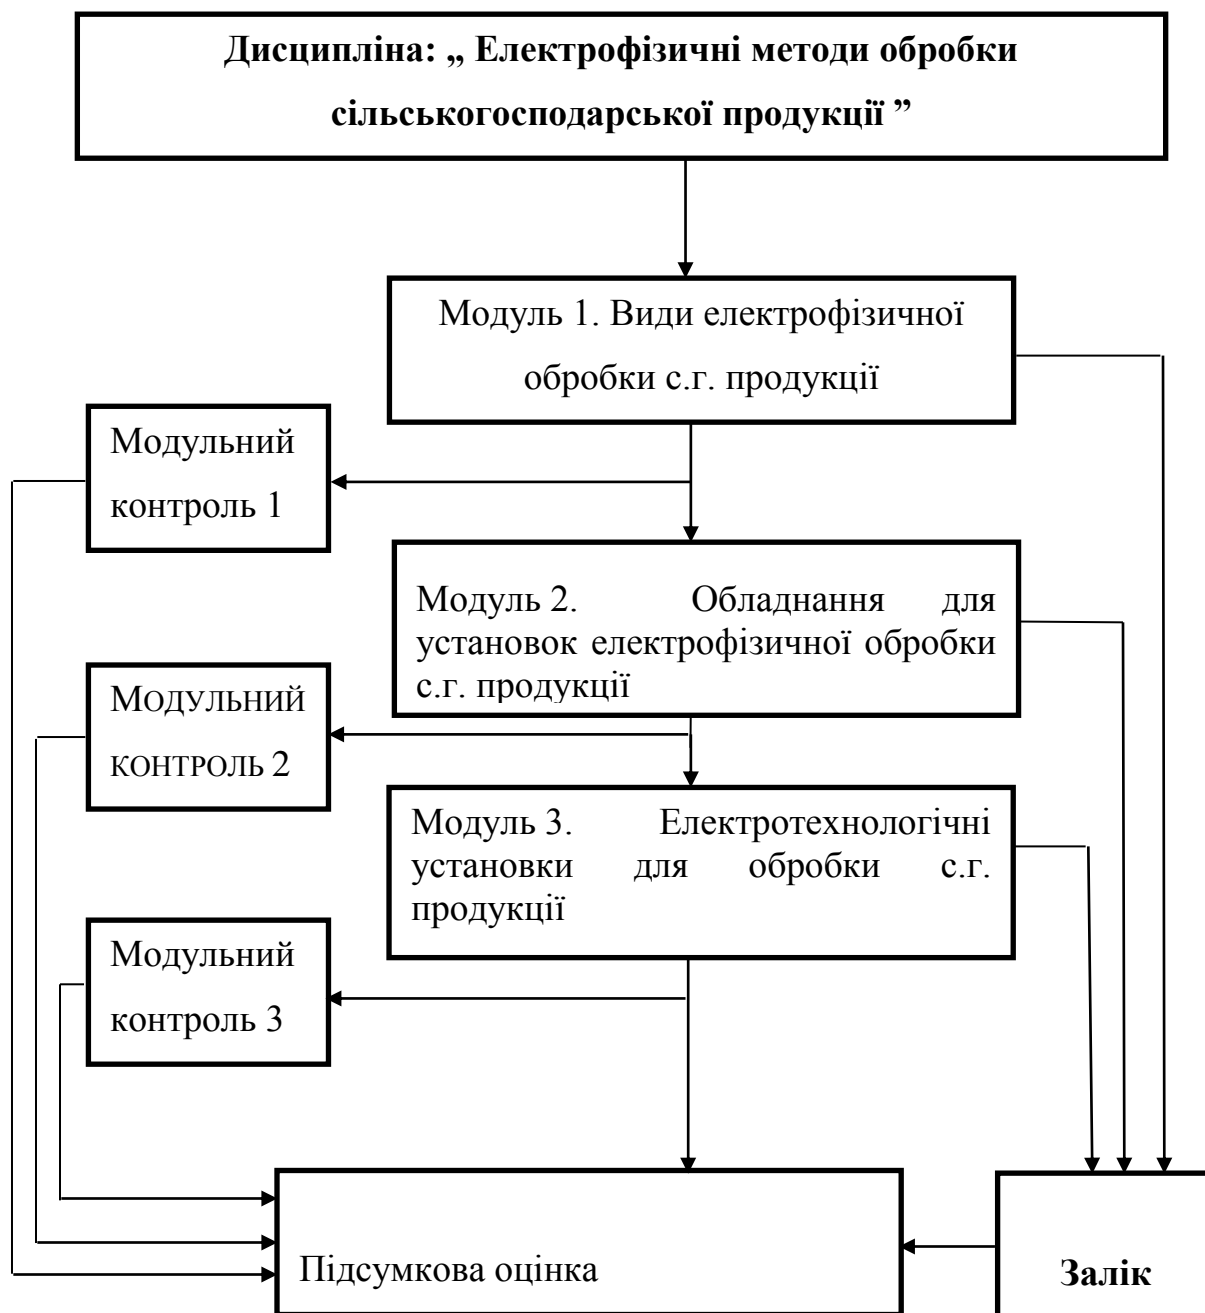 Дисципліна: „ Електрофізичні методи обробки
сільськогосподарської продукції ”
Модуль 1. Види електрофізичної
обробки с.г. продукції
Модульний
контроль 1
Модуль 2. Обладнання для
установок електрофізичної обробки
с.г. продукції
МОДУЛЬНИЙ
КОНТРОЛЬ 2
Модуль 3. Електротехнологічні
установки для обробки с.г.
продукції
Модульний
контроль 3
Підсумкова оцінка
Залік